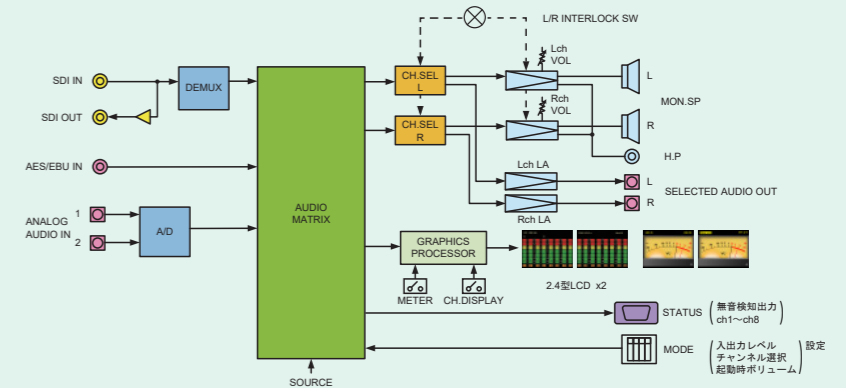 L/R INTERLOCK SW
Lch
VOL
SDI IN
DEMUX
CH.SEL
L
L
MON.SP
SDI OUT
Rch
VOL
CH.SEL
R
R
AES/EBU IN
H.P
Lch LA
L
SELECTED AUDIO OUT
R
Rch LA
ANALOG
AUDIO IN
1
2
A/D
AUDIO
MATRIX
GRAPHICS
PROCESSOR
METER
CH.DISPLAY
2.4型LCD x2
STATUS
無音検知出力
ch1～ch8
MODE
入出力レベル
チャンネル選択
起動時ボリューム
設定
SOURCE